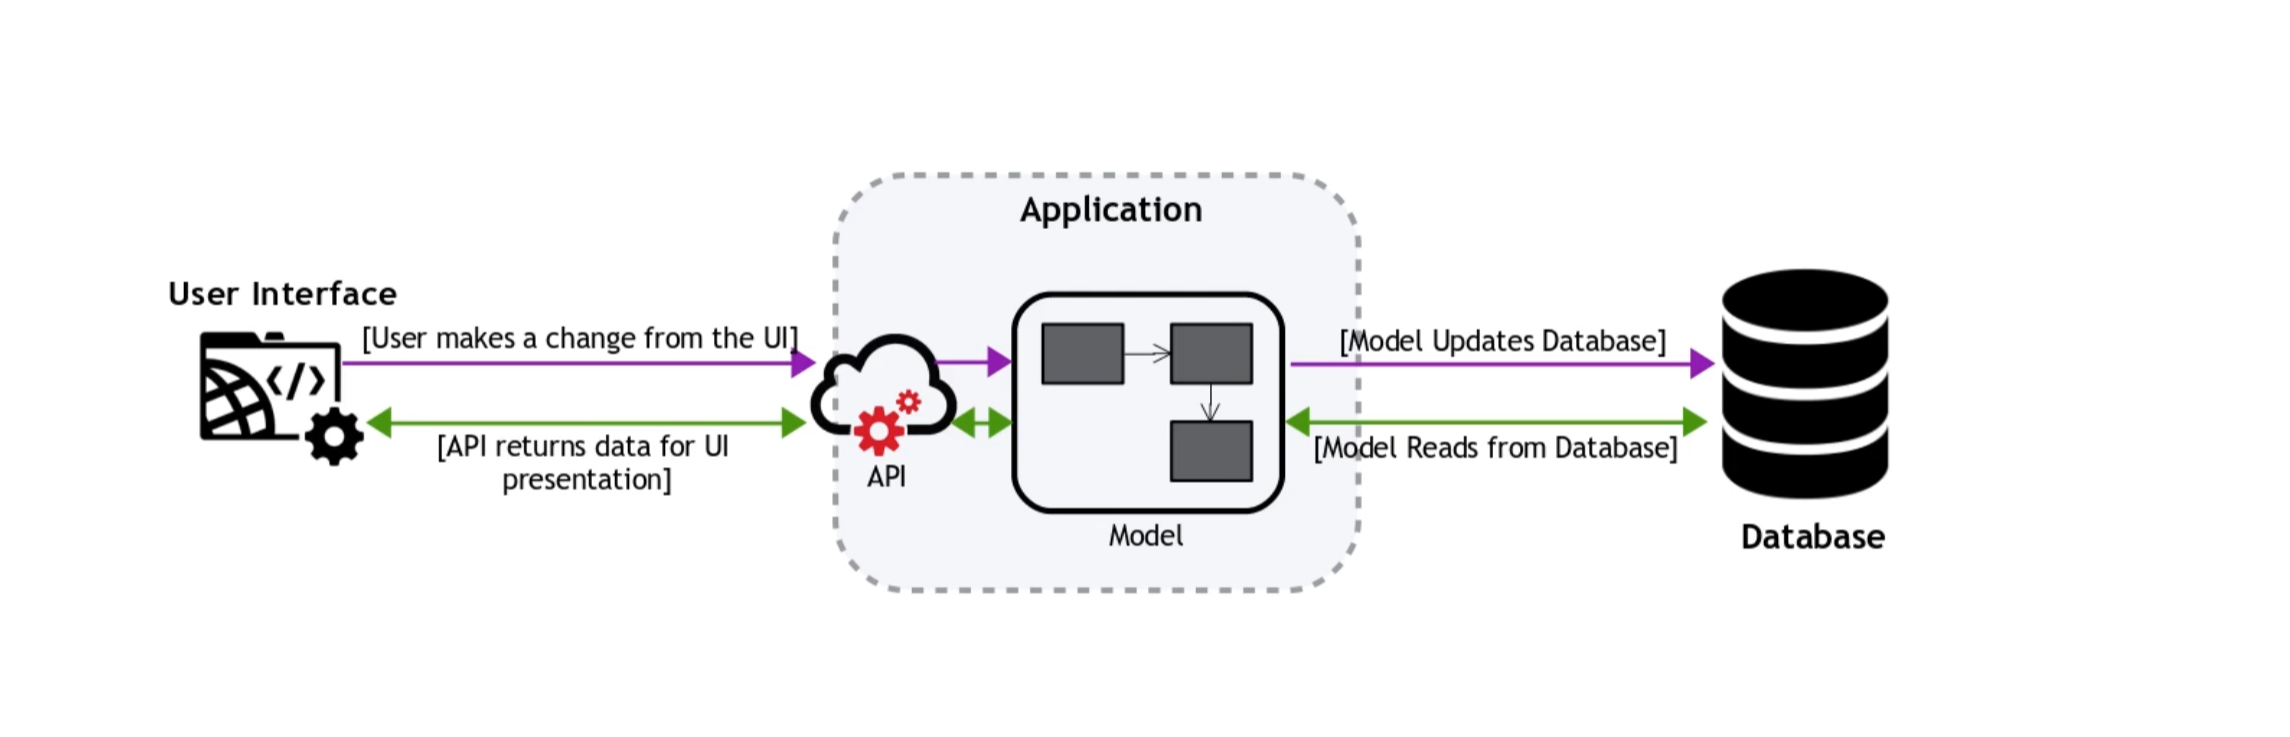 Application
User Interface
[User makes a change from the UI]
</>
[Model Updates Database]
[API returns data for UI
presentation]
[Model Reads from Database]
API
Model
Database